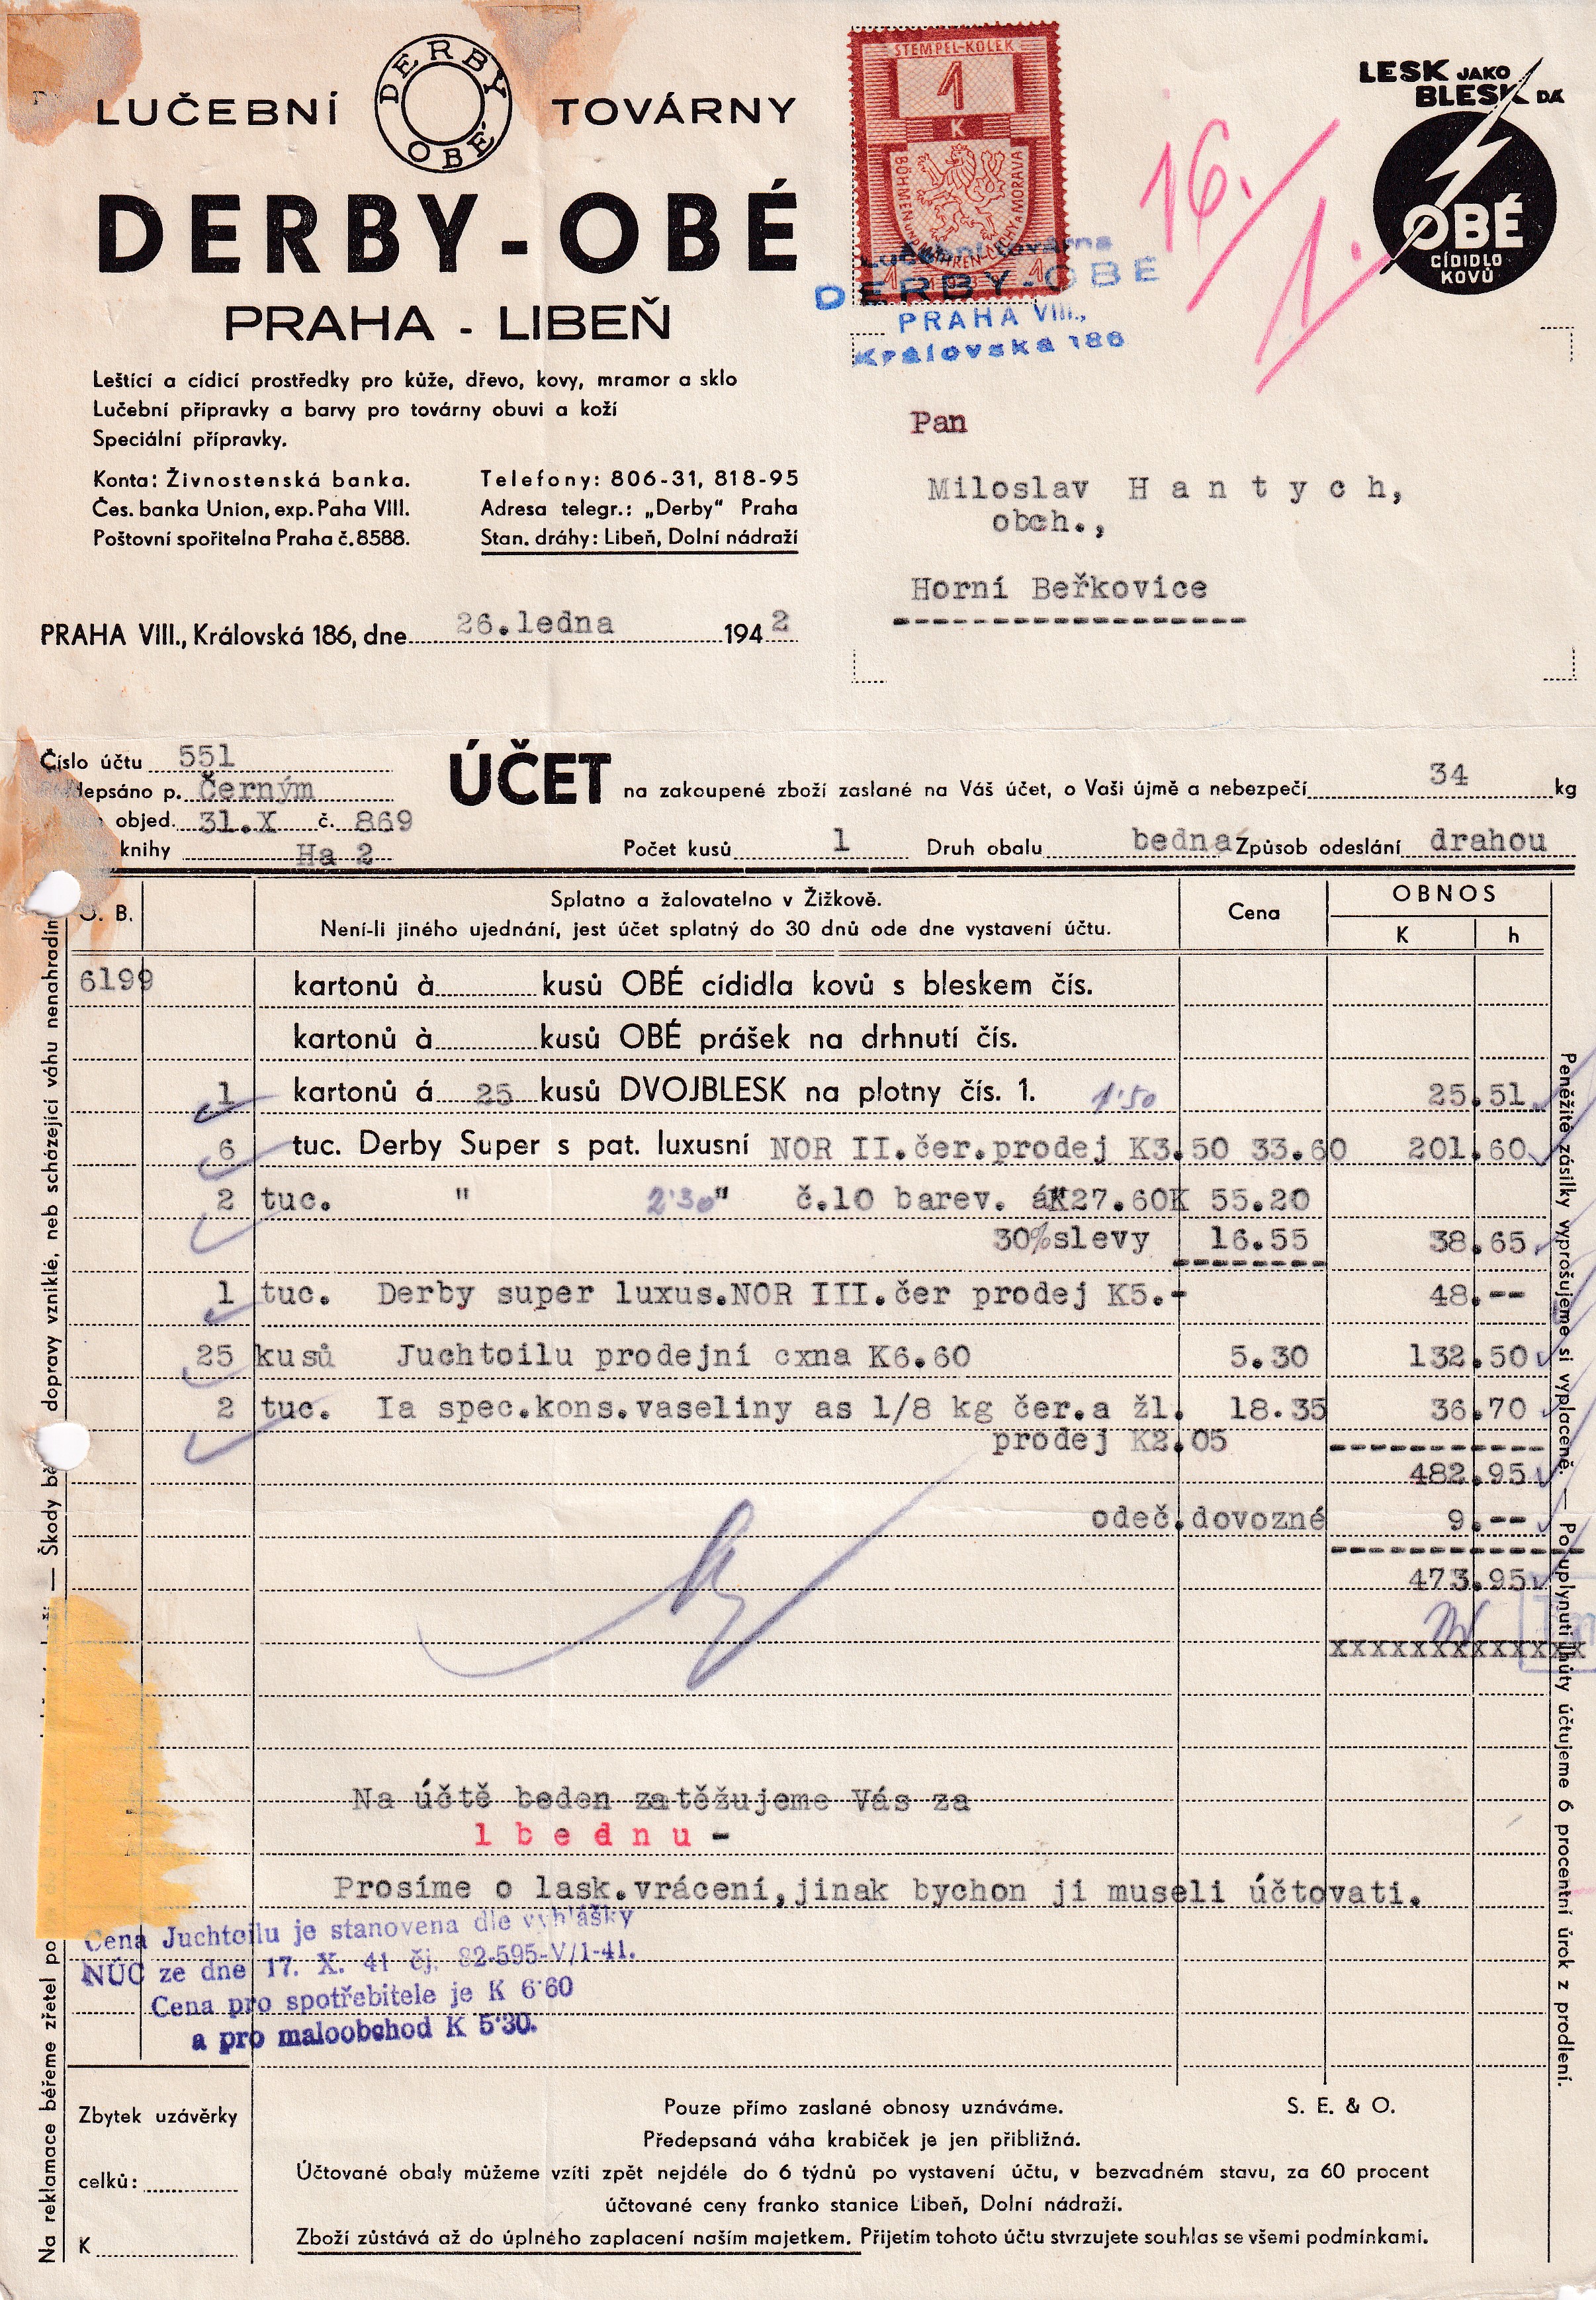 LUČEBNÍ DERBY OBÉ TOVÁRNY
DERBY-OBÉ
PRAHA - LIBEŇ
Leštící a cídicí prostředky pro kůže, dřevo, kovy, mramor a sklo
Lučební přípravky a barvy pro továrny obuvi a koží
Speciální přípravky.
Konta: Živnostenská banka.
Čes. banka Union, exp. Paha VIII.
Poštovní spořitelna Praha č. 8588.
Telefony: 806-31, 818-95
Adresa telegr.: „Derby“ Praha
Stan. dráhy: Libeň, Dolní nádraží
STEMPEL-KOLEK
1
K
BÖHMEN UND MÄHREN-ČECHY A MORAVA
1
Lučební továrna
DERBY-OBÉ
PRAHA VIII.,
Královská 186
16./1.
LESK JAKO
BLESK DÁ
OBÉ
CÍDIDLO
KOVŮ
Pan
Miloslav Hantych,
obch.,
Horní Beřkovice
PRAHA VIII., Královská 186, dne 26.ledna 1942
Číslo účtu 551
depsáno p. Černým
objed. 31.X č. 869
knihy Ha 2
ÚČET na zakoupené zboží zaslané na Váš účet, o Vaši újmě a nebezpečí 34 kg
Počet kusů 1 Druh obalu bedna Způsob odeslání drahou
O. B.
Splatno a žalovatelno v Žižkově.
Není-li jiného ujednání, jest účet splatný do 30 dnů ode dne vystavení účtu.
Cena
OBNOS
K h
6199 kartonů à kusů OBÉ cídidla kovů s bleskem čís.
kartonů à kusů OBÉ prášek na drhnutí čís.
1 kartonů á 25 kusů DVOJBLESK na plotny čís. 1. 1'50 25.51
6 tuc. Derby Super s pat. luxusní NOR II.čer.prodej K3.50 33.60 201.60
2 tuc. " 2'30 " č.10 barev. áK27.60K 55.20
30%slevy 16.55 38.65
1 tuc. Derby super luxus.NOR III.čer prodej K5.- 48.--
25 kusů Juchtoilu prodejní cxna K6.60 5.30 132.50
2 tuc. Ia spec.kons.vaseliny as 1/8 kg čer.a žl. 18.35 36.70
prodej K2.05
482.95
odeč.dovozné 9.--
473.95
xxxxxxxxxxxxx
Na účtě beden zatěžujeme Vás za
1 bednu -
Prosíme o lask.vrácení,jinak bychon ji museli účtovati.
Cena Juchtoilu je stanovena dle vyhlášky
NÚC ze dne 17. X. 41 čj. 82-595-V/1-41.
Cena pro spotřebitele je K 6'60
a pro maloobchod K 5'30.
Zbytek uzávěrky
celků:
K
Pouze přímo zaslané obnosy uznáváme. S. E. & O.
Předepsaná váha krabiček je jen přibližná.
Účtované obaly můžeme vzíti zpět nejdéle do 6 týdnů po vystavení účtu, v bezvadném stavu, za 60 procent
účtované ceny franko stanice Libeň, Dolní nádraží.
Zboží zůstává až do úplného zaplacení naším majetkem. Přijetím tohoto účtu stvrzujete souhlas se všemi podmínkami.
Na reklamace béřeme zřetel po
— Škody bě dopravy vzniklé, neb scházející váhu nenahradím
Peněžité zásilky vyprošujeme si vyplaceně. — Po uplynutí lhůty účtujeme 6 procentní úrok z prodlení.